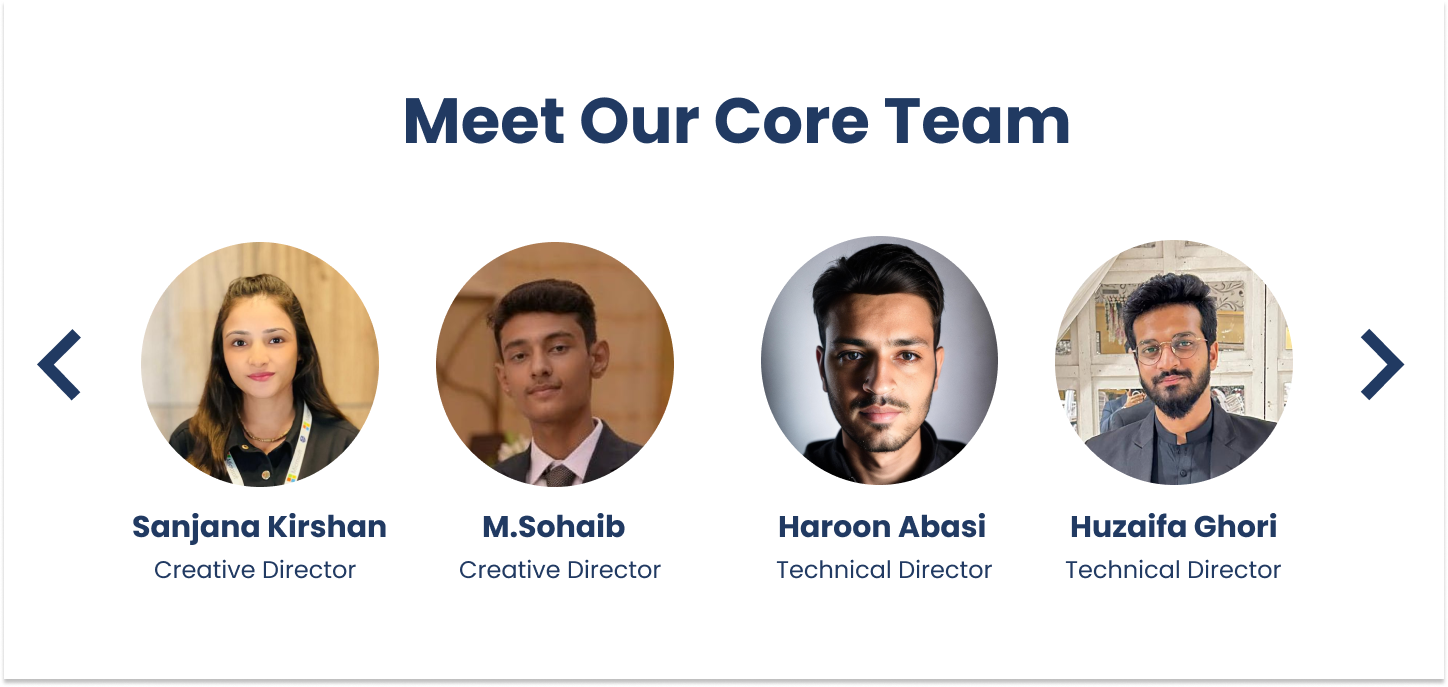 Meet Our Core Team
Sanjana Kirshan
Creative Director
M.Sohaib
Creative Director
Haroon Abasi
Technical Director
Huzaifa Ghori
Technical Director